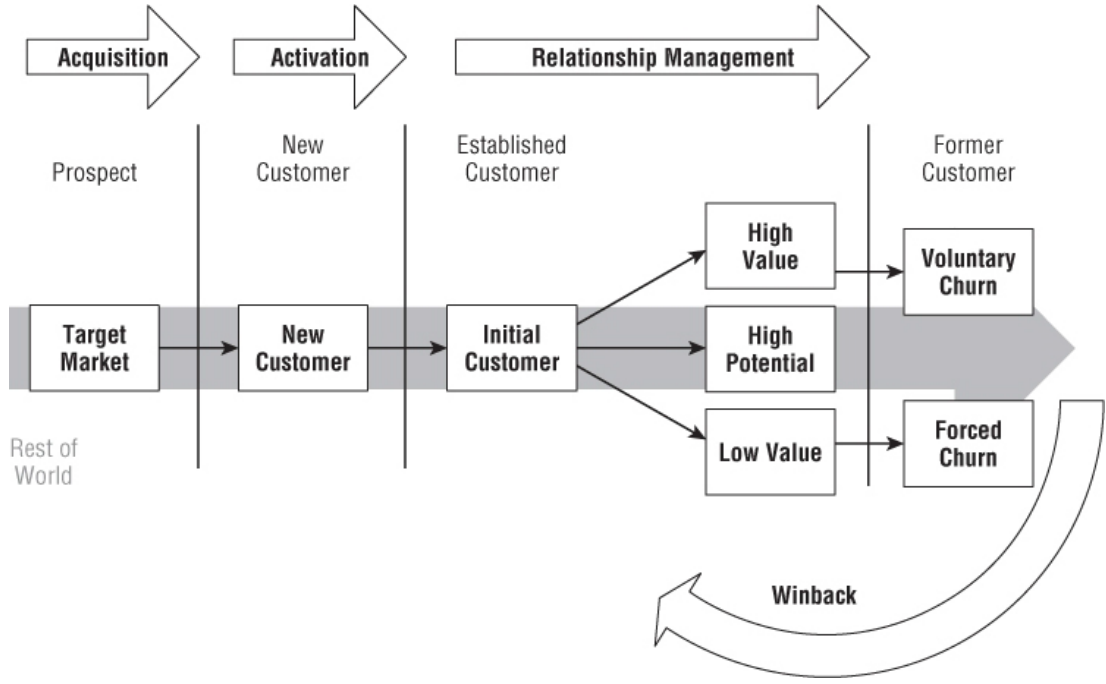 Acquisition
Activation
Relationship Management
Prospect
New
Customer
Established
Customer
Former
Customer
Target
Market
New
Customer
Initial
Customer
High
Value
High
Potential
Low Value
Voluntary
Churn
Forced
Churn
Rest of
World
Winback